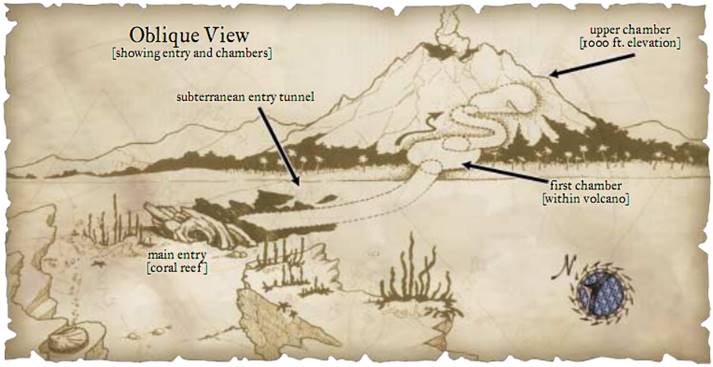 Oblique View
[showing entry and chambers]
upper chamber
[1000 ft. elevation]
subterranean entry tunnel
first chamber
[within volcano]
main entry
[coral reef]
N